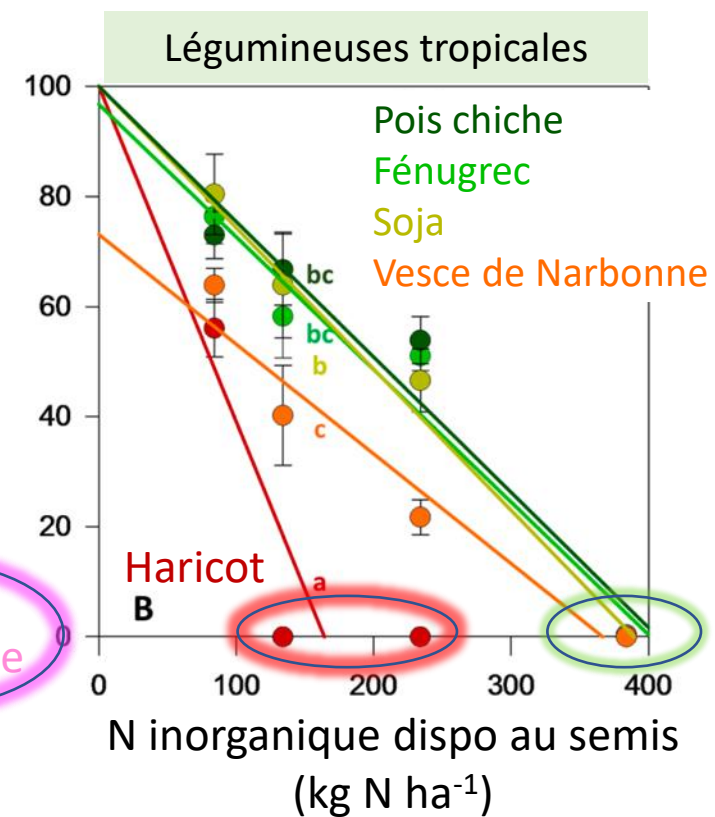 Légumineuses tropicales
100
80
60
40
20
0
Pois chiche
Fénugrec
Soja
Vesce de Narbonne
bc
bc
b
c
a
Haricot
B
e
0 100 200 300 400
N inorganique dispo au semis
(kg N ha⁻¹)